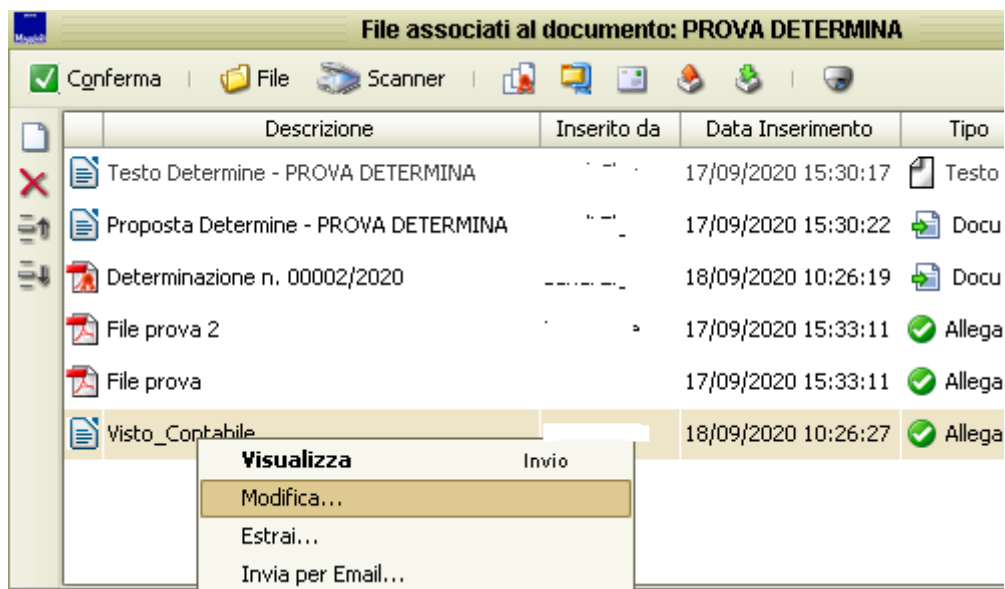 Maggioli
File associati al documento: PROVA DETERMINA
Conferma File Scanner
Descrizione Inserito da Data Inserimento Tipo
Testo Determine - PROVA DETERMINA 17/09/2020 15:30:17 Testo
Proposta Determine - PROVA DETERMINA 17/09/2020 15:30:22 Docu
Determinazione n. 00002/2020 18/09/2020 10:26:19 Docu
File prova 2 17/09/2020 15:33:11 Allega
File prova 17/09/2020 15:33:11 Allega
Visto_Contabile 18/09/2020 10:26:27 Allega
Visualizza Invio
Modifica...
Estrai...
Invia per Email...